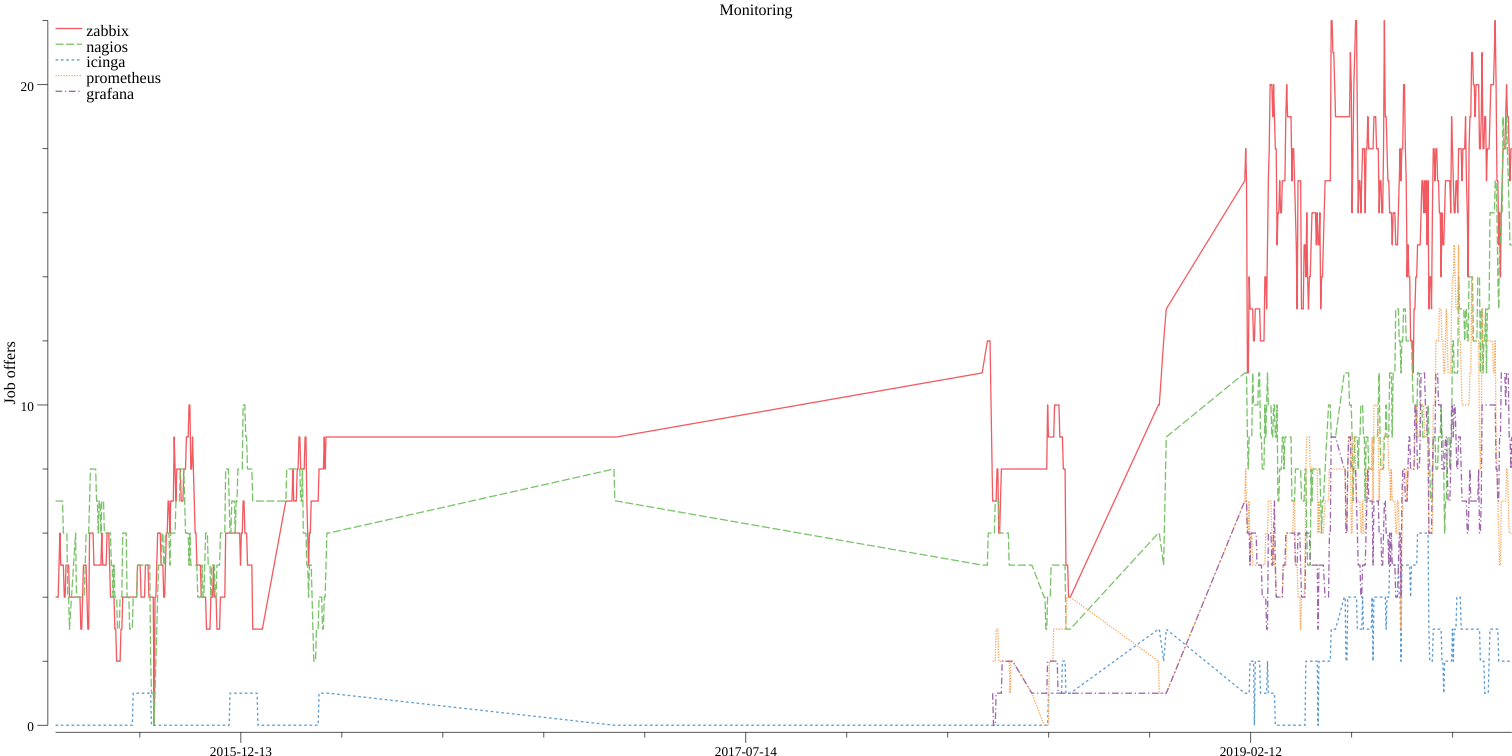 Monitoring
zabbix
nagios
icinga
prometheus
grafana
20
10
0
Job offers
2015-12-13
2017-07-14
2019-02-12